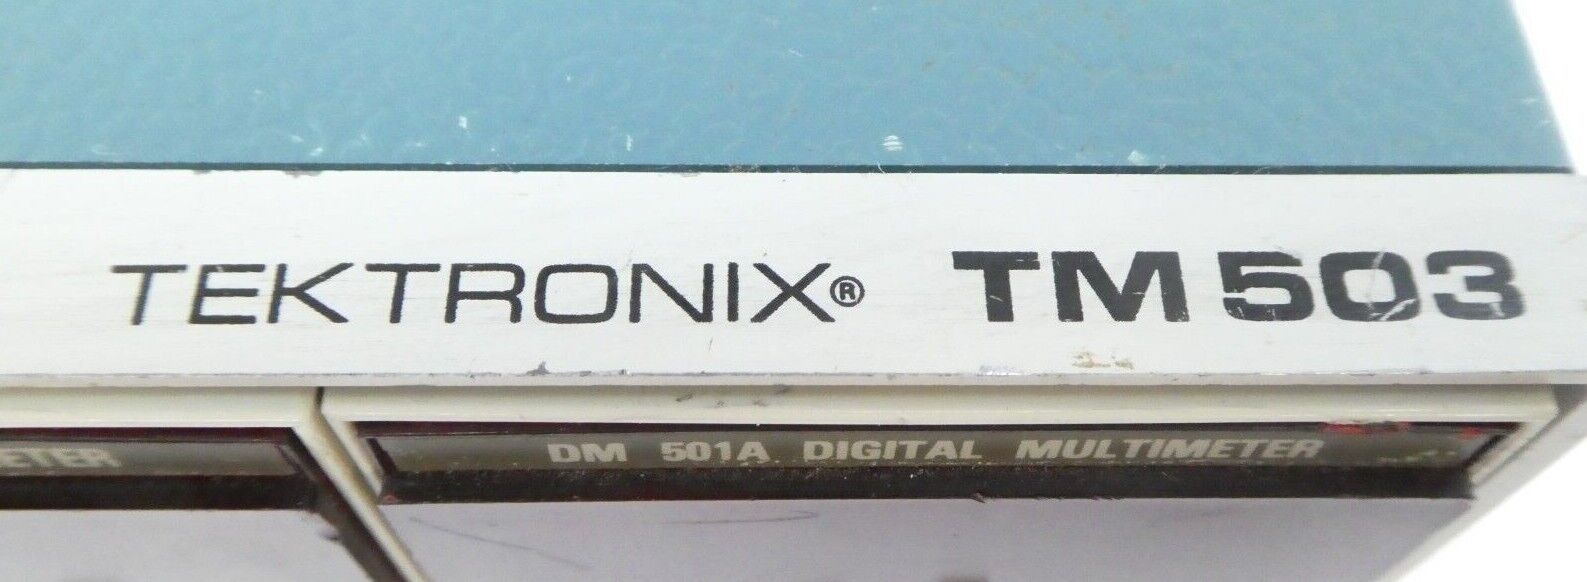 TEKTRONIX® TM 503
DM 501A DIGITAL MULTIMETER